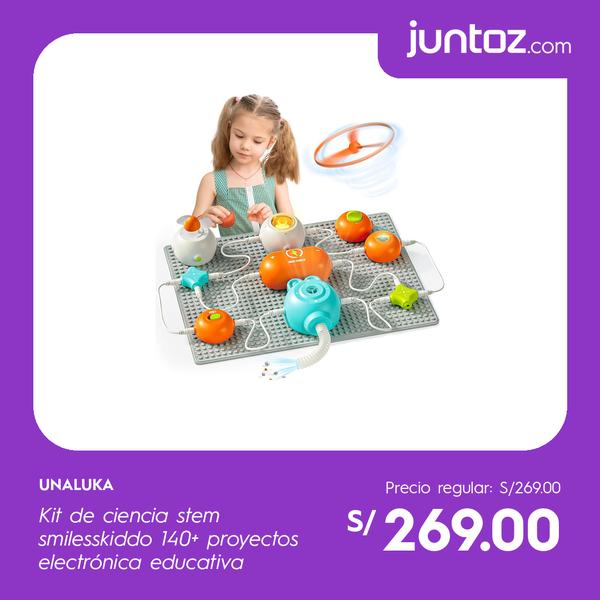 juntoz.com
UNALUKA
Kit de ciencia stem
smilesskiddo 140+ proyectos
electrónica educativa
Precio regular: S/269.00
S/ 269.00